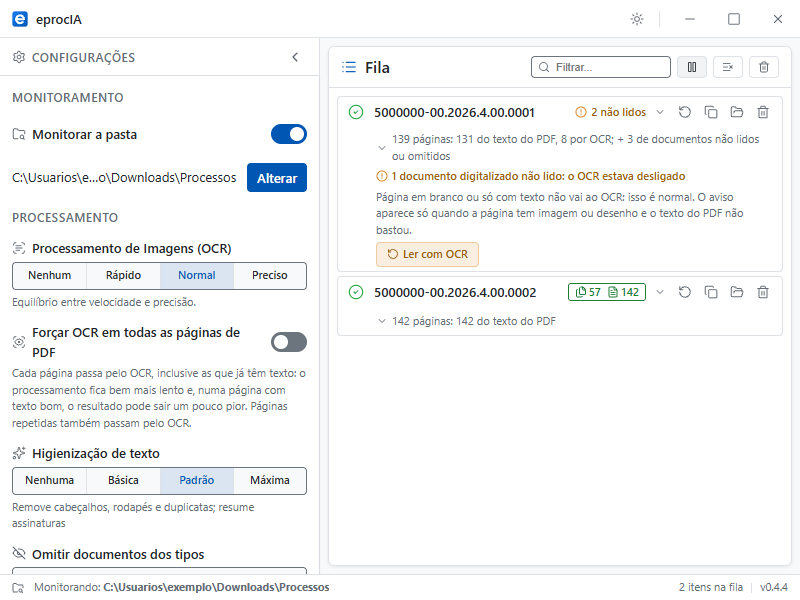 eprocIA
CONFIGURAÇÕES
MONITORAMENTO
Monitorar a pasta
C:\Usuarios\e...o\Downloads\Processos
Alterar
PROCESSAMENTO
Processamento de Imagens (OCR)
Nenhum Rápido Normal Preciso
Equilíbrio entre velocidade e precisão.
Forçar OCR em todas as páginas de
PDF
Cada página passa pelo OCR, inclusive as que já têm texto: o
processamento fica bem mais lento e, numa página com
texto bom, o resultado pode sair um pouco pior. Páginas
repetidas também passam pelo OCR.
Higienização de texto
Nenhuma Básica Padrão Máxima
Remove cabeçalhos, rodapés e duplicatas; resume
assinaturas
Omitir documentos dos tipos
Fila
Filtrar...
5000000-00.2026.4.00.0001
2 não lidos
139 páginas: 131 do texto do PDF, 8 por OCR; + 3 de documentos não lidos
ou omitidos
1 documento digitalizado não lido: o OCR estava desligado
Página em branco ou só com texto não vai ao OCR: isso é normal. O aviso
aparece só quando a página tem imagem ou desenho e o texto do PDF não
bastou.
Ler com OCR
5000000-00.2026.4.00.0002
57 142
142 páginas: 142 do texto do PDF
Monitorando: C:\Usuarios\exemplo\Downloads\Processos
2 itens na fila
v0.4.4